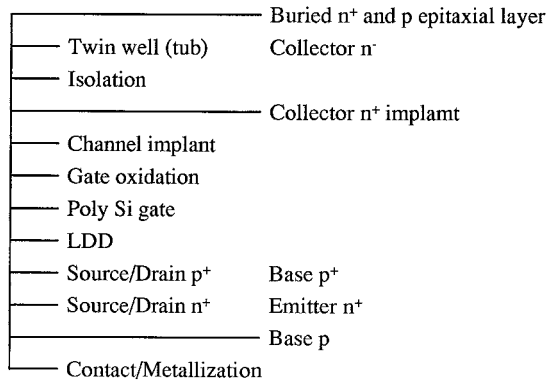 Buried n⁺ and p epitaxial layer
Twin well (tub) Collector n⁻
Isolation
Collector n⁺ implamt
Channel implant
Gate oxidation
Poly Si gate
LDD
Source/Drain p⁺ Base p⁺
Source/Drain n⁺ Emitter n⁺
Base p
Contact/Metallization